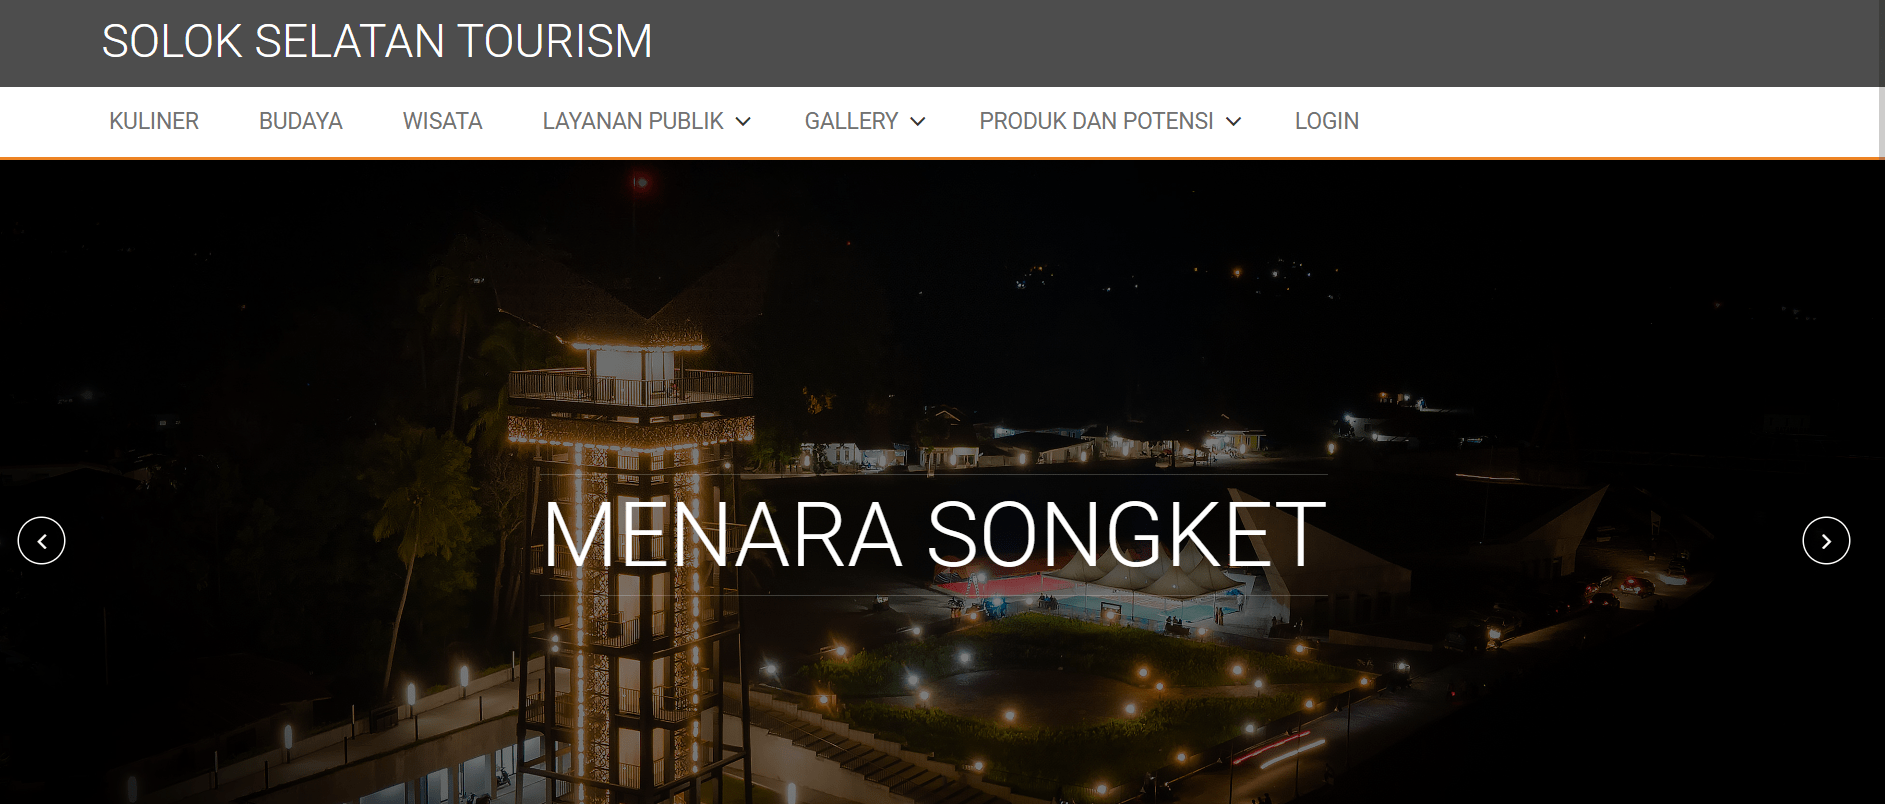 SOLOK SELATAN TOURISM
KULINER BUDAYA WISATA LAYANAN PUBLIK GALLERY PRODUK DAN POTENSI LOGIN
MENARA SONGKET